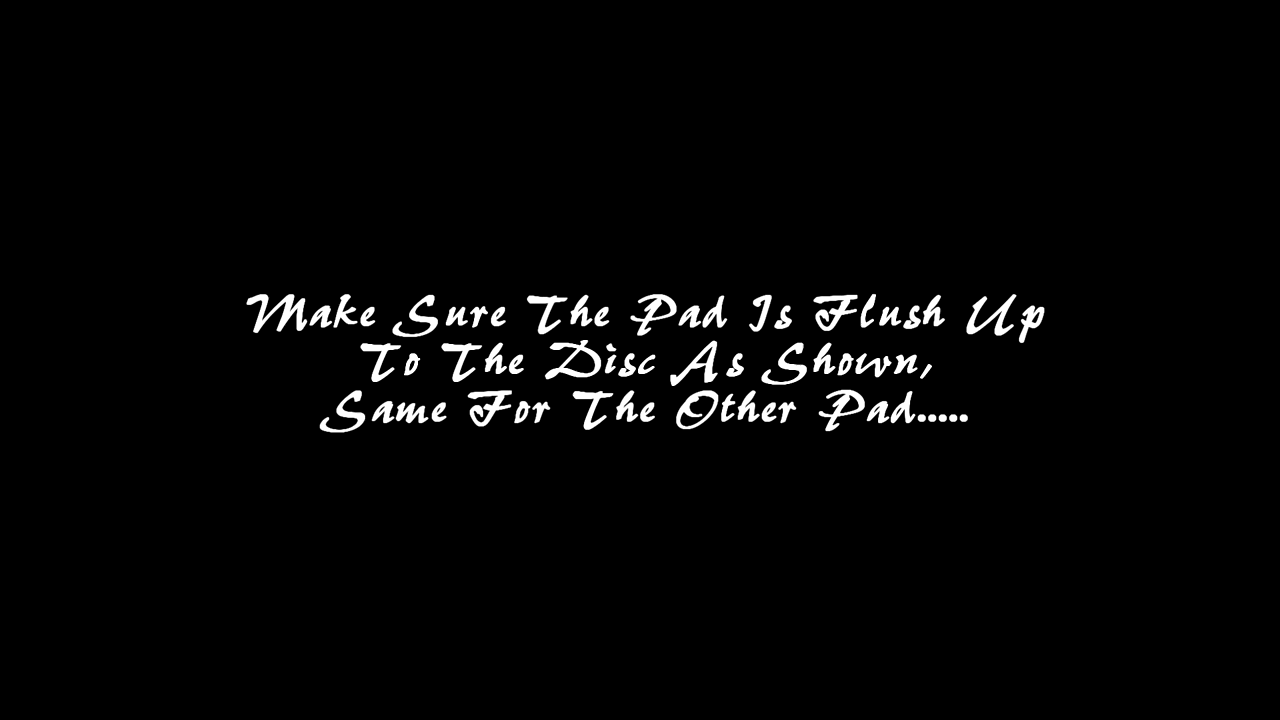 Make Sure The Pad Is Flush Up
To The Disc As Shown,
Same For The Other Pad.....